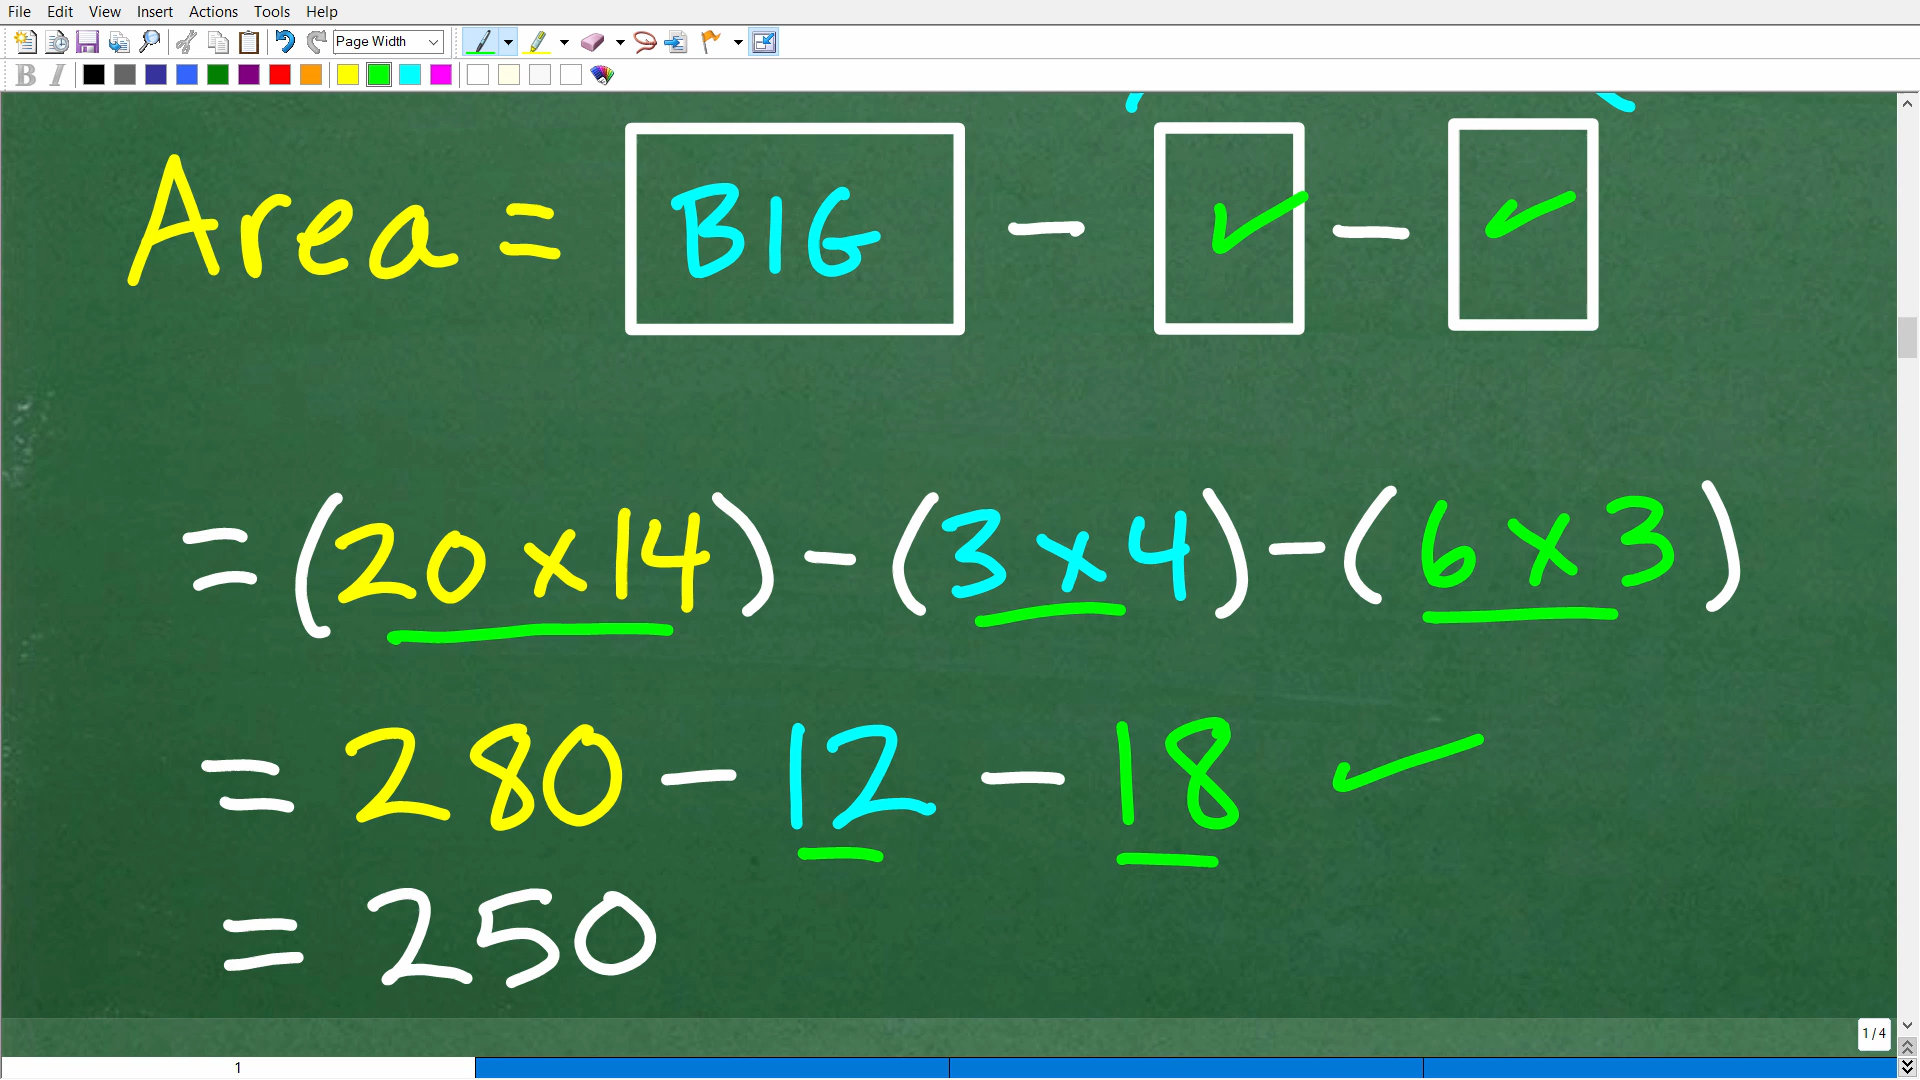 File Edit View Insert Actions Tools Help
Page Width
B I
Area = BIG - ✓ - ✓
= (20 x 14) - (3 x 4) - (6 x 3)
= 280 - 12 - 18 ✓
= 250
1 / 4
1